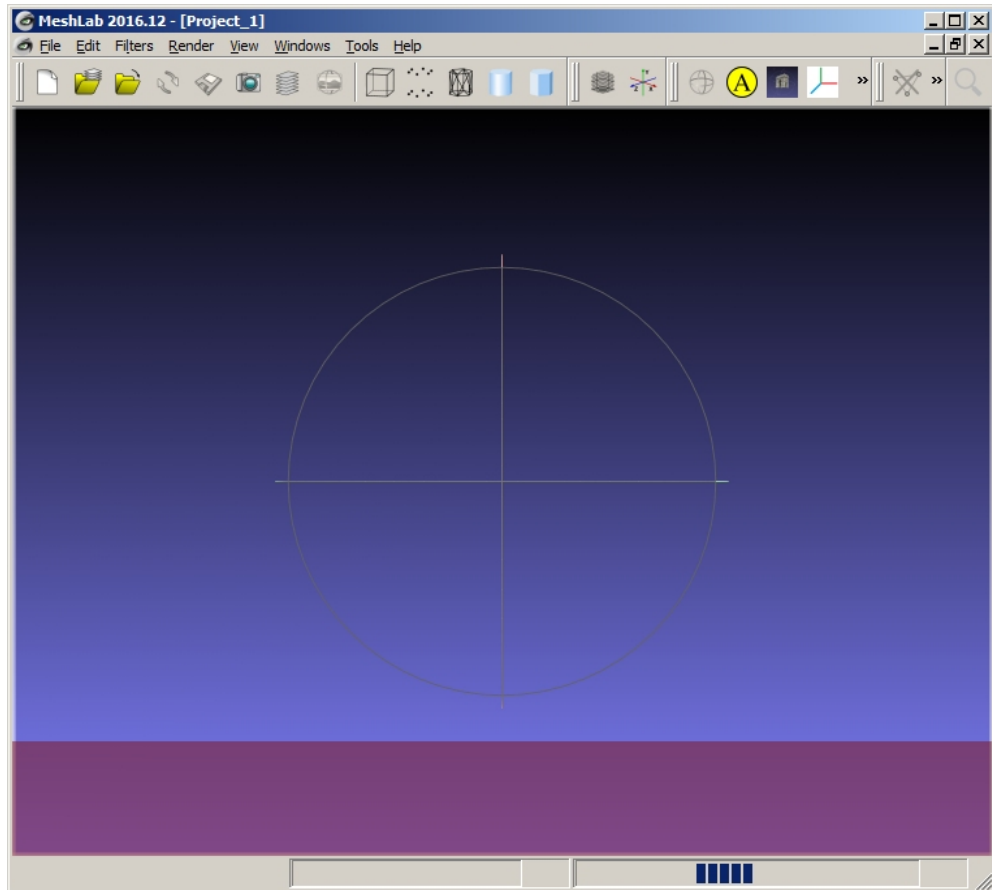 MeshLab 2016.12 - [Project_1]
File Edit Filters Render View Windows Tools Help
A » »